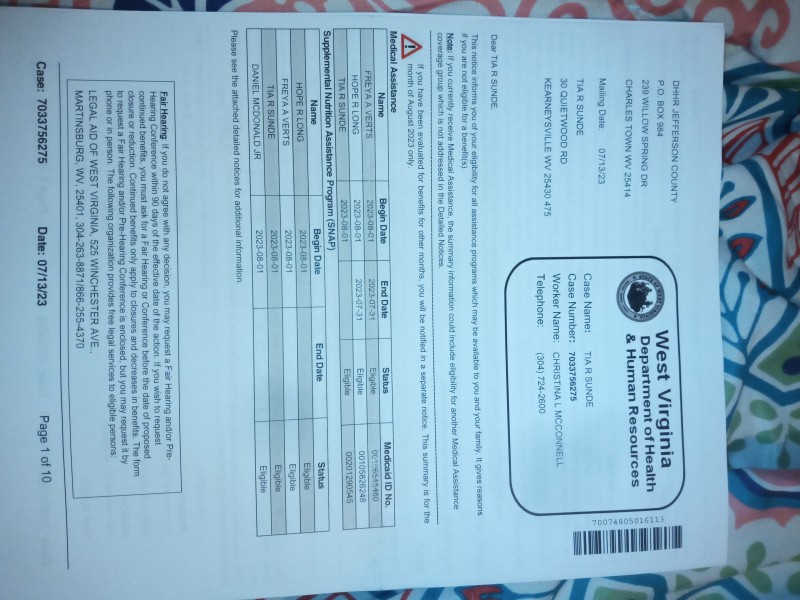 DHHR JEFFERSON COUNTY
P.O. BOX 984
239 WILLOW SPRING DR
CHARLES TOWN WV 25414
Mailing Date: 07/13/23
TIA R SUNDE
30 QUIETWOOD RD
KEARNEYSVILLE WV 25430 475
West Virginia
Department of Health
& Human Resources
Case Name: TIA R SUNDE
Case Number: 7033756275
Worker Name: CHRISTINA L MCCONNELL
Telephone: (304) 724-2600
70074805016113
Dear TIA R SUNDE
This notice informs you of your eligibility for all assistance programs which may be available to you and your family. It gives reasons
if you are not eligible for a benefit(s).
Note: If you currently receive Medical Assistance, the summary information could include eligibility for another Medical Assistance
coverage group which is not addressed in the Detailed Notices.
If you have been evaluated for benefits for other months, you will be notified in a separate notice. This summary is for the
month of August 2023 only.
Medical Assistance
Name Begin Date End Date Status Medicaid ID No.
FREYA A VERTS 2023-08-01 2023-07-31 Eligible
HOPE R LONG 2023-08-01 2023-07-31 Eligible 00100826248
TIA R SUNDE 2023-08-01 Eligible 00201290545
Supplemental Nutrition Assistance Program (SNAP)
Name Begin Date End Date Status
HOPE R LONG 2023-08-01 Eligible
FREYA A VERTS 2023-08-01 Eligible
TIA R SUNDE 2023-08-01 Eligible
DANIEL MCDONALD JR 2023-08-01 Eligible
Please see the attached detailed notices for additional information.
Fair Hearing: If you do not agree with any decision, you may request a Fair Hearing and/or Pre-
Hearing Conference within 90 days of the effective date of the action. If you wish to request
continued benefits, you must ask for a Fair Hearing or Conference before the date of proposed
closure or reduction. Continued benefits only apply to closures and decreases in benefits. The form
to request a Fair Hearing and/or Pre-Hearing Conference is enclosed, but you may request it by
phone or in person. The following organization provides free legal services to eligible persons:
LEGAL AID OF WEST VIRGINIA, 525 WINCHESTER AVE.,
MARTINSBURG, WV, 25401, 304-263-8871/866-255-4370
Case: 7033756275 Date: 07/13/23 Page 1 of 10